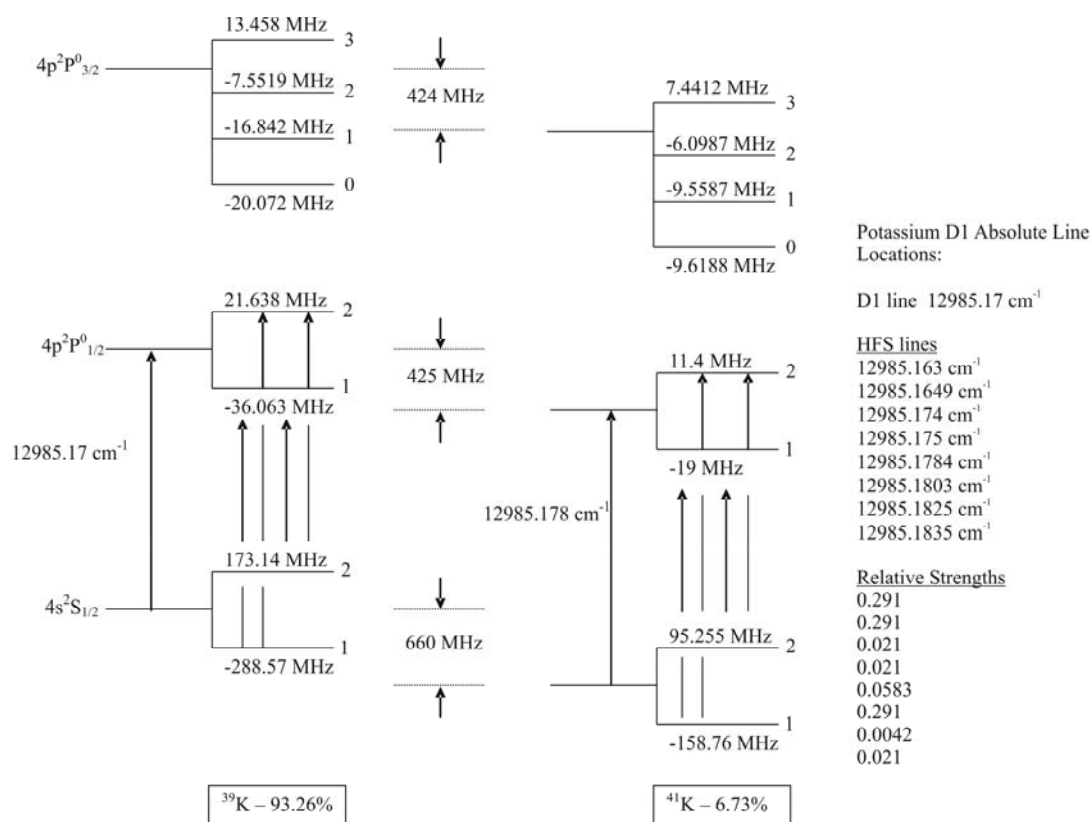 13.458 MHz
3
4p²P⁰₃/₂
-7.5519 MHz
2
-16.842 MHz
1
0
-20.072 MHz
424 MHz
7.4412 MHz
3
-6.0987 MHz
2
-9.5587 MHz
1
0
-9.6188 MHz
21.638 MHz
2
4p²P⁰₁/₂
1
-36.063 MHz
425 MHz
11.4 MHz
2
1
-19 MHz
12985.17 cm⁻¹
12985.178 cm⁻¹
173.14 MHz
2
4s²S₁/₂
1
-288.57 MHz
660 MHz
95.255 MHz
2
1
-158.76 MHz
³⁹K – 93.26%
⁴¹K – 6.73%
Potassium D1 Absolute Line
Locations:
D1 line 12985.17 cm⁻¹
HFS lines
12985.163 cm⁻¹
12985.1649 cm⁻¹
12985.174 cm⁻¹
12985.175 cm⁻¹
12985.1784 cm⁻¹
12985.1803 cm⁻¹
12985.1825 cm⁻¹
12985.1835 cm⁻¹
Relative Strengths
0.291
0.291
0.021
0.021
0.0583
0.291
0.0042
0.021